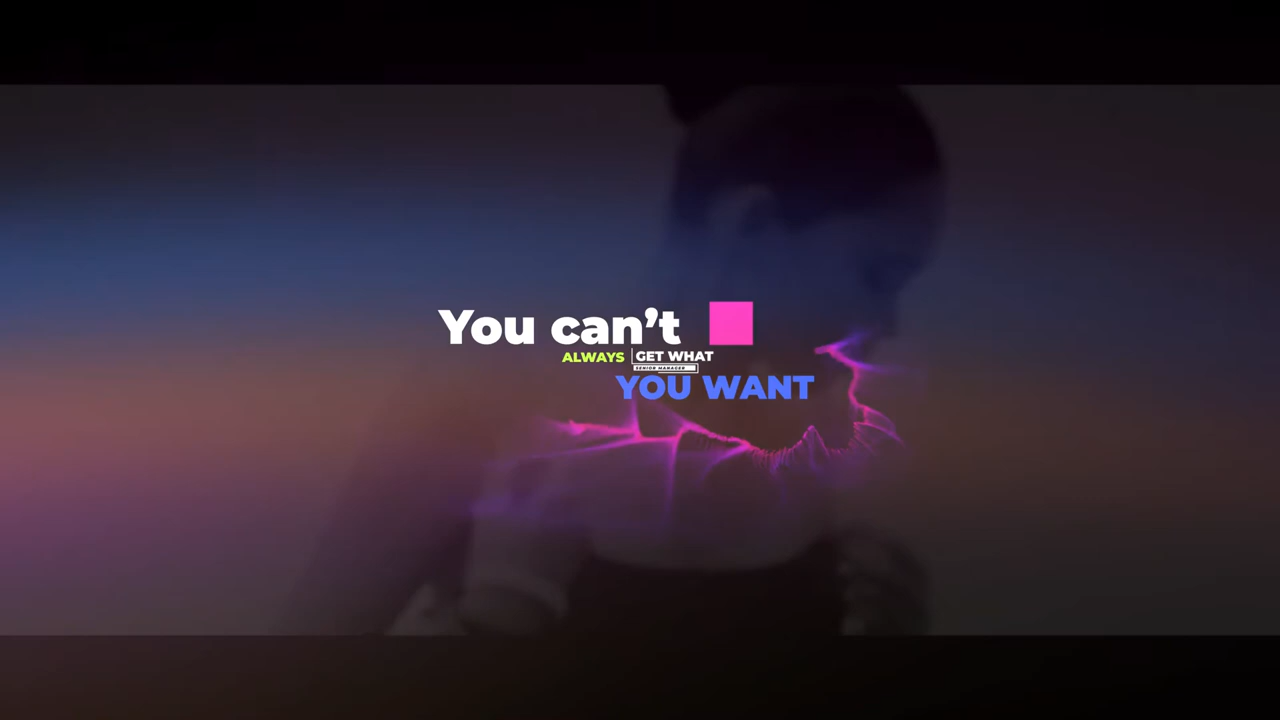 You can’t
ALWAYS GET WHAT
SENIOR MANAGER
YOU WANT